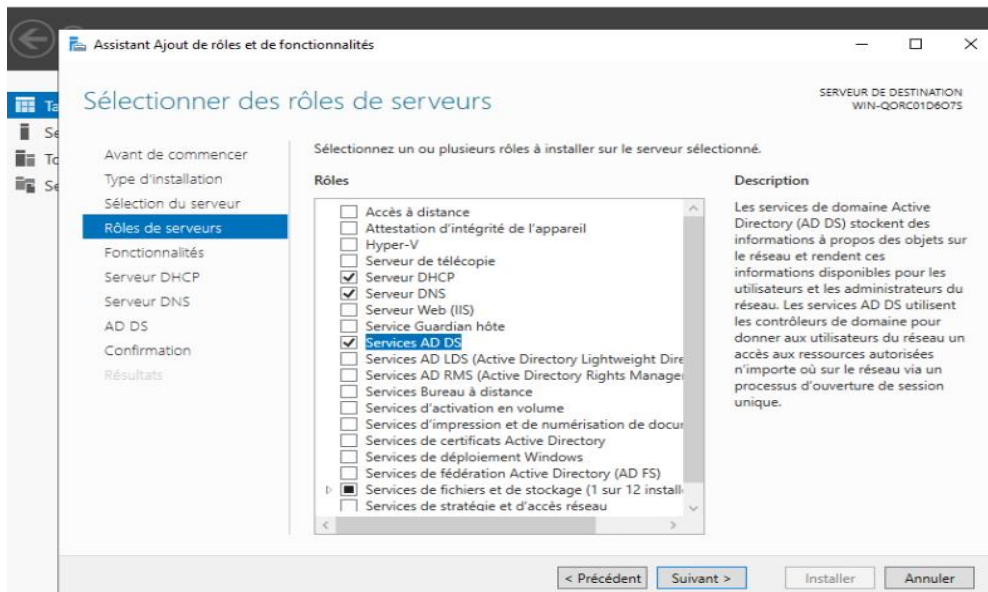 Assistant Ajout de rôles et de fonctionnalités
Sélectionner des rôles de serveurs
SERVEUR DE DESTINATION
WIN-QORC01D6O7S
Ta
Se
To
Se
Avant de commencer
Type d'installation
Sélection du serveur
Rôles de serveurs
Fonctionnalités
Serveur DHCP
Serveur DNS
AD DS
Confirmation
Résultats
Sélectionnez un ou plusieurs rôles à installer sur le serveur sélectionné.
Rôles
Accès à distance
Attestation d'intégrité de l'appareil
Hyper-V
Serveur de télécopie
Serveur DHCP
Serveur DNS
Serveur Web (IIS)
Service Guardian hôte
Services AD DS
Services AD LDS (Active Directory Lightweight Dire
Services AD RMS (Active Directory Rights Manager
Services Bureau à distance
Services d'activation en volume
Services d'impression et de numérisation de docur
Services de certificats Active Directory
Services de déploiement Windows
Services de fédération Active Directory (AD FS)
Services de fichiers et de stockage (1 sur 12 install
Services de stratégie et d'accès réseau
Description
Les services de domaine Active
Directory (AD DS) stockent des
informations à propos des objets sur
le réseau et rendent ces
informations disponibles pour les
utilisateurs et les administrateurs du
réseau. Les services AD DS utilisent
les contrôleurs de domaine pour
donner aux utilisateurs du réseau un
accès aux ressources autorisées
n'importe où sur le réseau via un
processus d'ouverture de session
unique.
< Précédent
Suivant >
Installer
Annuler